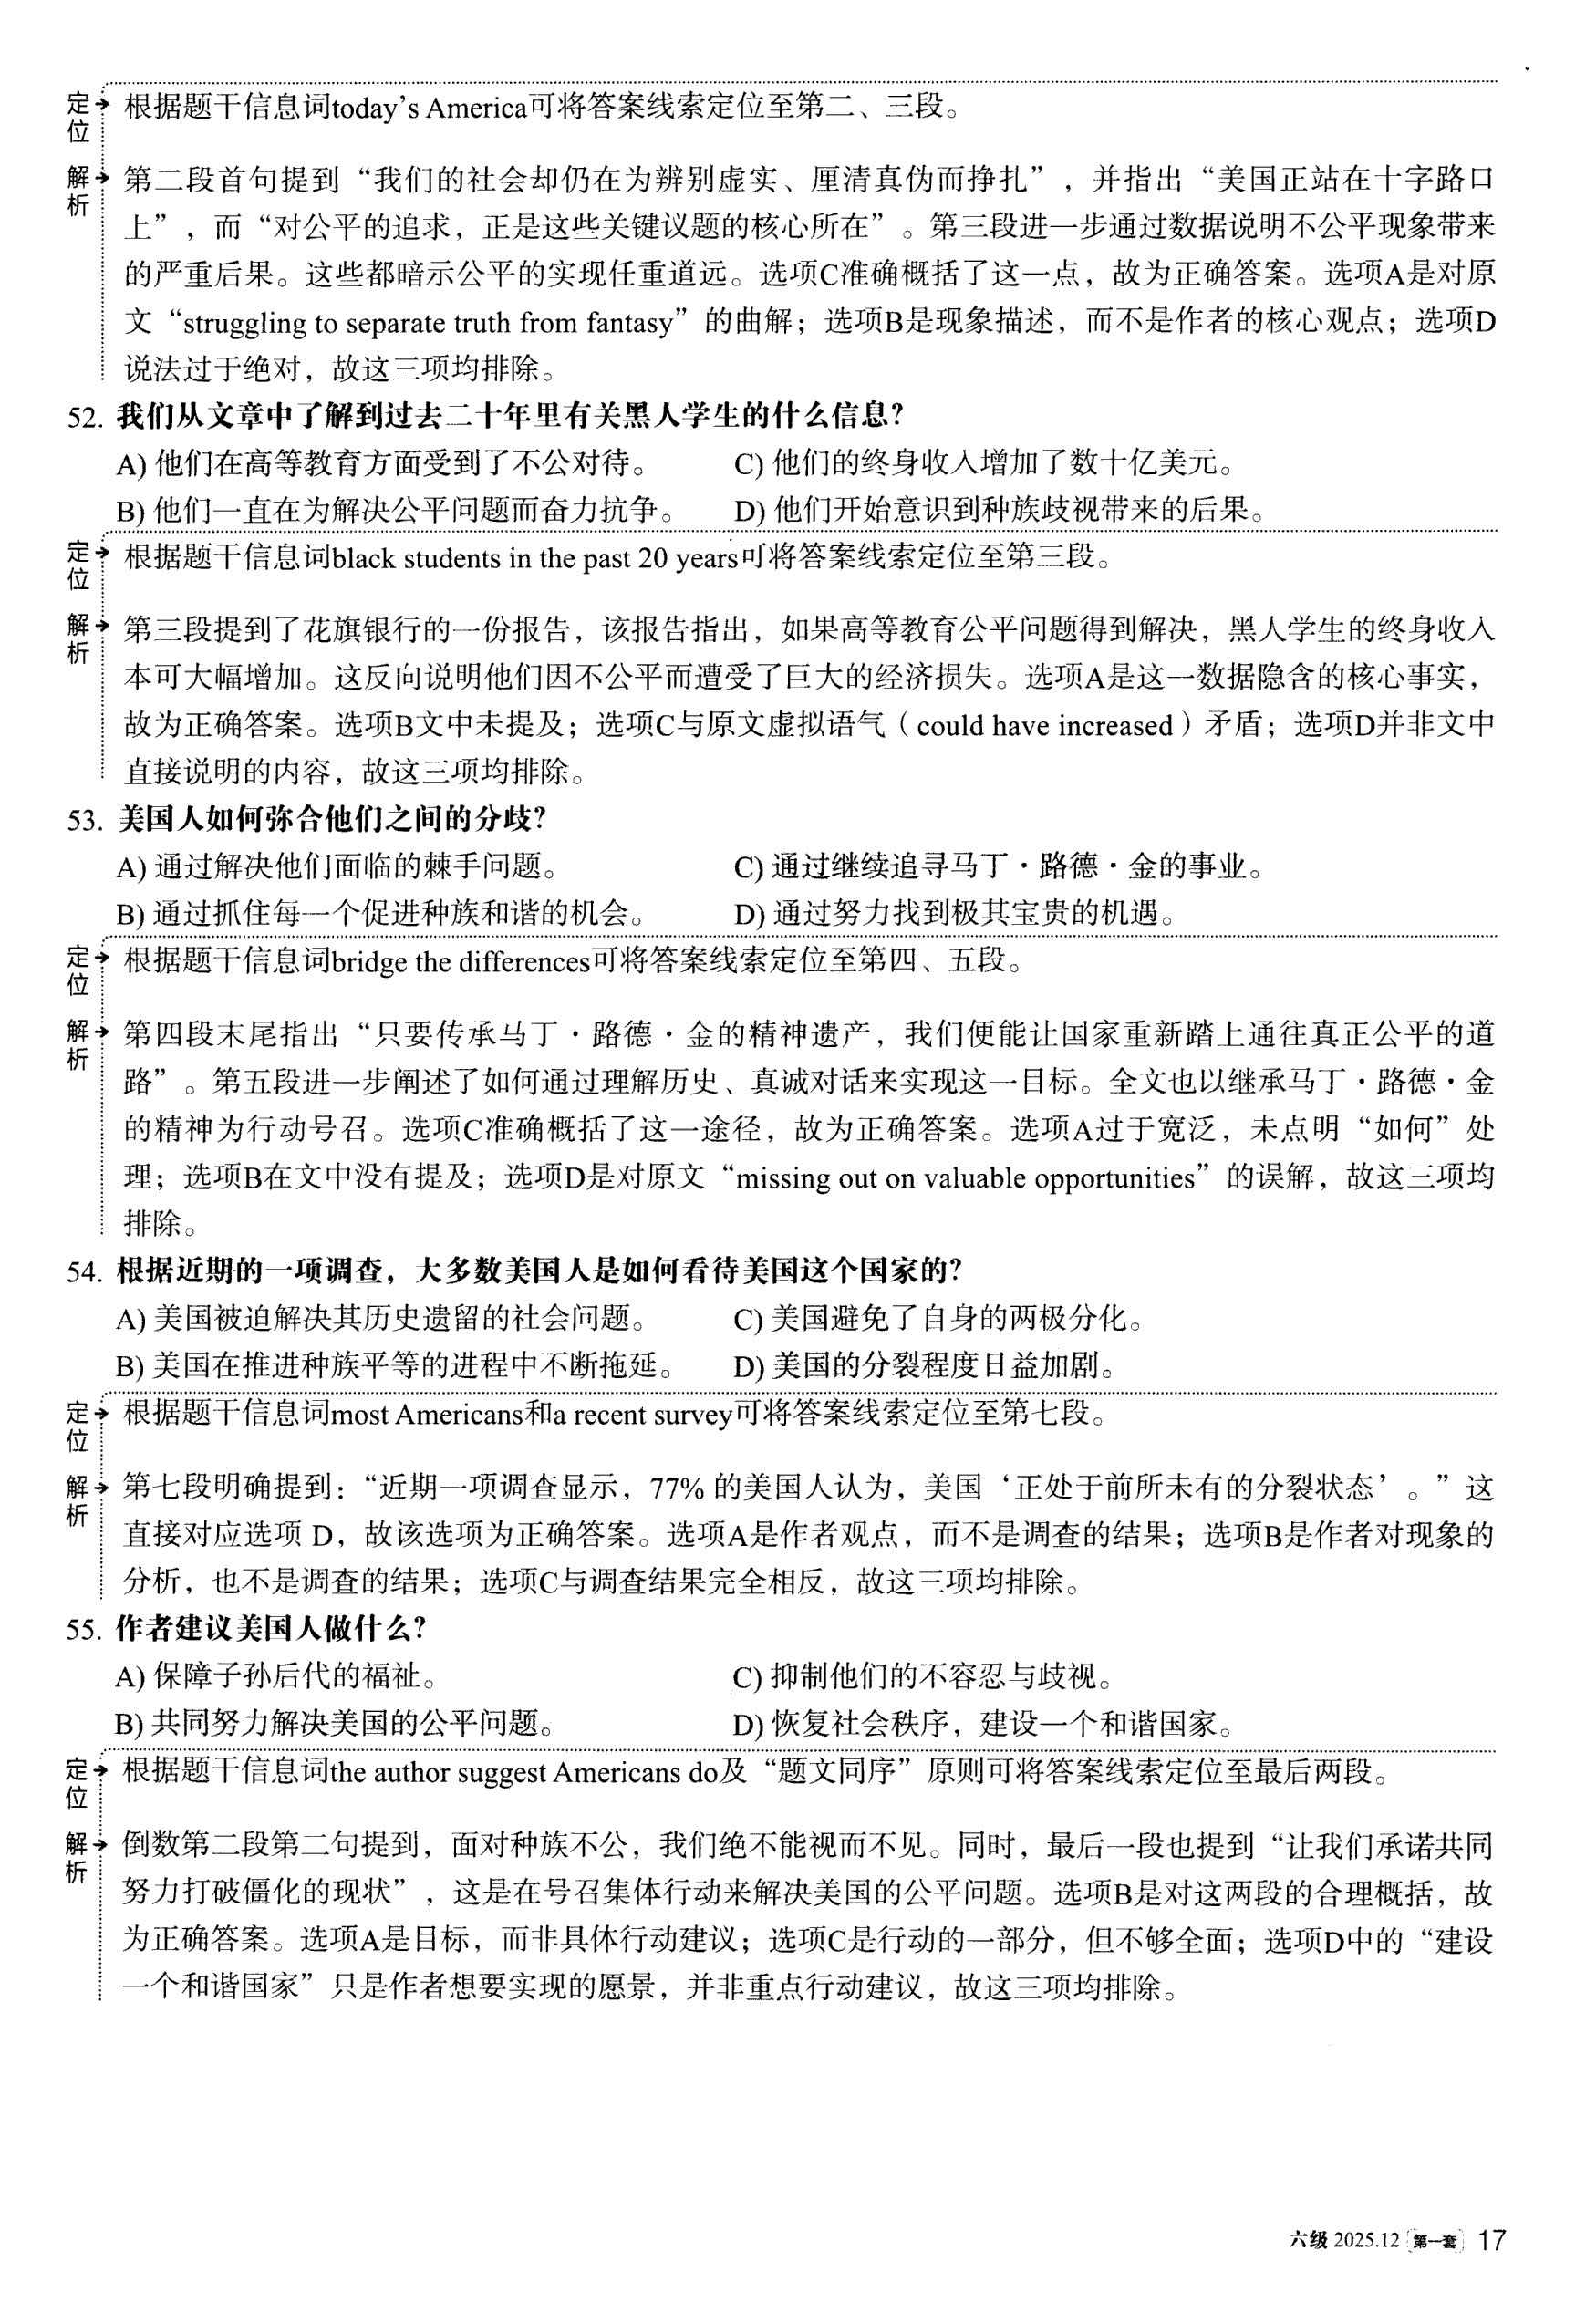 定位 根据题干信息词today's America可将答案线索定位至第二、三段。
解析 第二段首句提到“我们的社会却仍在为辨别虚实、厘清真伪而挣扎”，并指出“美国正站在十字路口
上”，而“对公平的追求，正是这些关键议题的核心所在”。第三段进一步通过数据说明不公平现象带来
的严重后果。这些都暗示公平的实现任重道远。选项C准确概括了这一点，故为正确答案。选项A是对原
文“struggling to separate truth from fantasy”的曲解；选项B是现象描述，而不是作者的核心观点；选项D
说法过于绝对，故这三项均排除。
52. 我们从文章中了解到过去二十年里有关黑人学生的什么信息？
A) 他们在高等教育方面受到了不公对待。 C) 他们的终身收入增加了数十亿美元。
B) 他们一直在为解决公平问题而奋力抗争。 D) 他们开始意识到种族歧视带来的后果。
定位 根据题干信息词black students in the past 20 years可将答案线索定位至第三段。
解析 第三段提到了花旗银行的一份报告，该报告指出，如果高等教育公平问题得到解决，黑人学生的终身收入
本可大幅增加。这反向说明他们因不公平而遭受了巨大的经济损失。选项A是这一数据隐含的核心事实，
故为正确答案。选项B文中未提及；选项C与原文虚拟语气（could have increased）矛盾；选项D并非文中
直接说明的内容，故这三项均排除。
53. 美国人如何弥合他们之间的分歧？
A) 通过解决他们面临的棘手问题。 C) 通过继续追寻马丁·路德·金的事业。
B) 通过抓住每一个促进种族和谐的机会。 D) 通过努力找到极其宝贵的机遇。
定位 根据题干信息词bridge the differences可将答案线索定位至第四、五段。
解析 第四段末尾指出“只要传承马丁·路德·金的精神遗产，我们便能让国家重新踏上通往真正公平的道
路”。第五段进一步阐述了如何通过理解历史、真诚对话来实现这一目标。全文也以继承马丁·路德·金
的精神为行动号召。选项C准确概括了这一途径，故为正确答案。选项A过于宽泛，未点明“如何”处
理；选项B在文中没有提及；选项D是对原文“missing out on valuable opportunities”的误解，故这三项均
排除。
54. 根据近期的一项调查，大多数美国人是如何看待美国这个国家的？
A) 美国被迫解决其历史遗留的社会问题。 C) 美国避免了自身的两极分化。
B) 美国在推进种族平等的进程中不断拖延。 D) 美国的分裂程度日益加剧。
定位 根据题干信息词most Americans和a recent survey可将答案线索定位至第七段。
解析 第七段明确提到：“近期一项调查显示，77% 的美国人认为，美国‘正处于前所未有的分裂状态’。”这
直接对应选项 D，故该选项为正确答案。选项A是作者观点，而不是调查的结果；选项B是作者对现象的
分析，也不是调查的结果；选项C与调查结果完全相反，故这三项均排除。
55. 作者建议美国人做什么？
A) 保障子孙后代的福祉。 C) 抑制他们的不容忍与歧视。
B) 共同努力解决美国的公平问题。 D) 恢复社会秩序，建设一个和谐国家。
定位 根据题干信息词the author suggest Americans do及“题文同序”原则可将答案线索定位至最后两段。
解析 倒数第二段第二句提到，面对种族不公，我们绝不能视而不见。同时，最后一段也提到“让我们承诺共同
努力打破僵化的现状”，这是在号召集体行动来解决美国的公平问题。选项B是对这两段的合理概括，故
为正确答案。选项A是目标，而非具体行动建议；选项C是行动的一部分，但不够全面；选项D中的“建设
一个和谐国家”只是作者想要实现的愿景，并非重点行动建议，故这三项均排除。
六级 2025.12 第一套 17